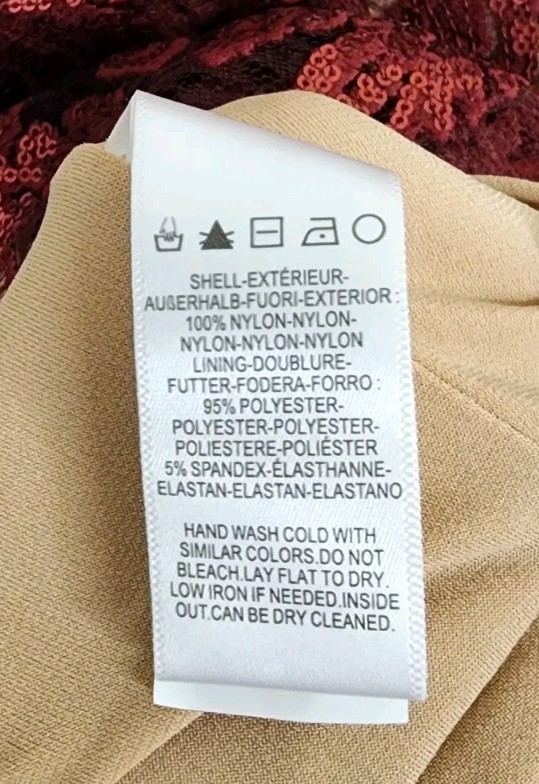 SHELL-EXTÉRIEUR-
AUßERHALB-FUORI-EXTERIOR :
100% NYLON-NYLON-
NYLON-NYLON-NYLON
LINING-DOUBLURE-
FUTTER-FODERA-FORRO :
95% POLYESTER-
POLYESTER-POLYESTER-
POLIESTERE-POLIÉSTER
5% SPANDEX-ÉLASTHANNE-
ELASTAN-ELASTAN-ELASTANO
HAND WASH COLD WITH
SIMILAR COLORS.DO NOT
BLEACH.LAY FLAT TO DRY.
LOW IRON IF NEEDED.INSIDE
OUT.CAN BE DRY CLEANED.